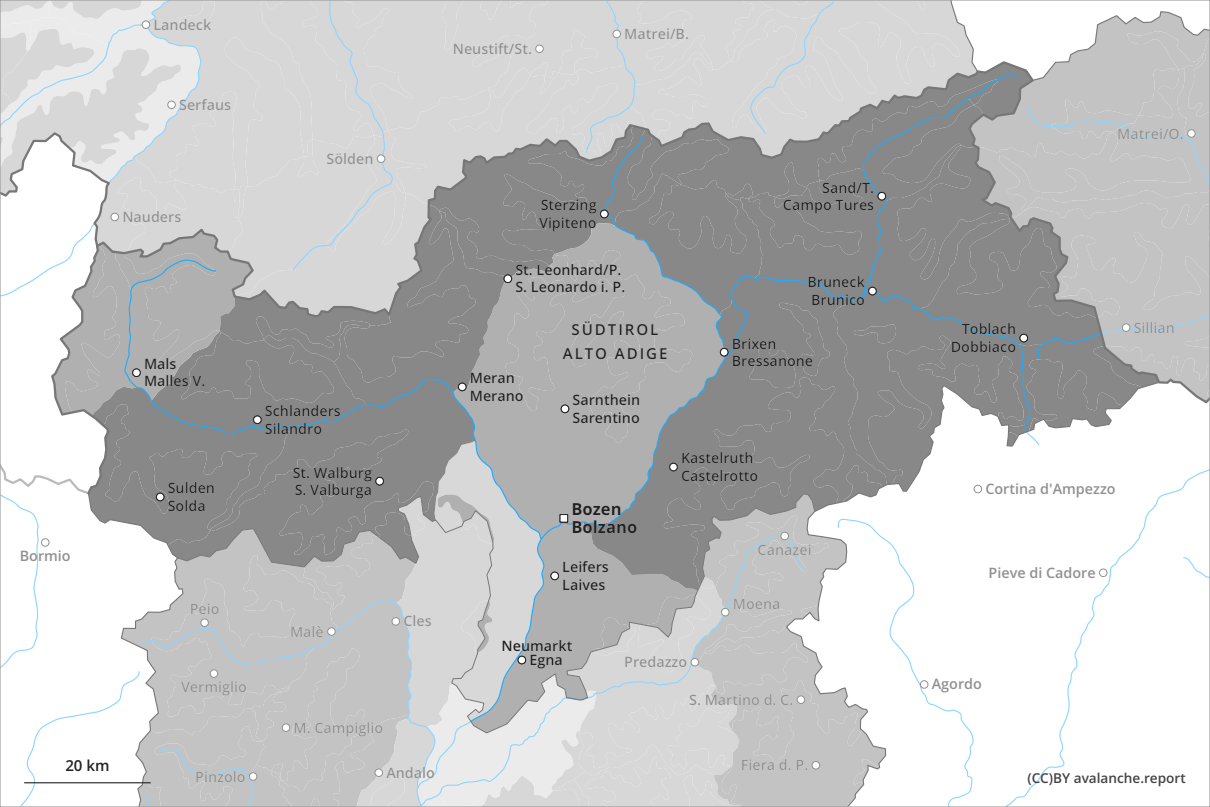 Landeck
Neustift/St.
Matrei/B.
Serfaus
Matrei/O.
Sölden
Nauders
Sand/T.
Campo Tures
Sterzing
Vipiteno
St. Leonhard/P.
S. Leonardo i. P.
Bruneck
Brunico
SÜDTIROL
ALTO ADIGE
Toblach
Dobbiaco
Sillian
Brixen
Bressanone
Mals
Malles V.
Meran
Merano
Sarnthein
Sarentino
Schlanders
Silandro
Kastelruth
Castelrotto
St. Walburg
S. Valburga
Sulden
Solda
Cortina d'Ampezzo
Bozen
Bolzano
Bormio
Canazei
Leifers
Laives
Pieve di Cadore
Peio
Malè
Cles
Moena
Neumarkt
Egna
Predazzo
Vermiglio
Agordo
S. Martino d. C.
M. Campiglio
Fiera d. P.
Pinzolo
Andalo
20 km
(CC)BY avalanche.report